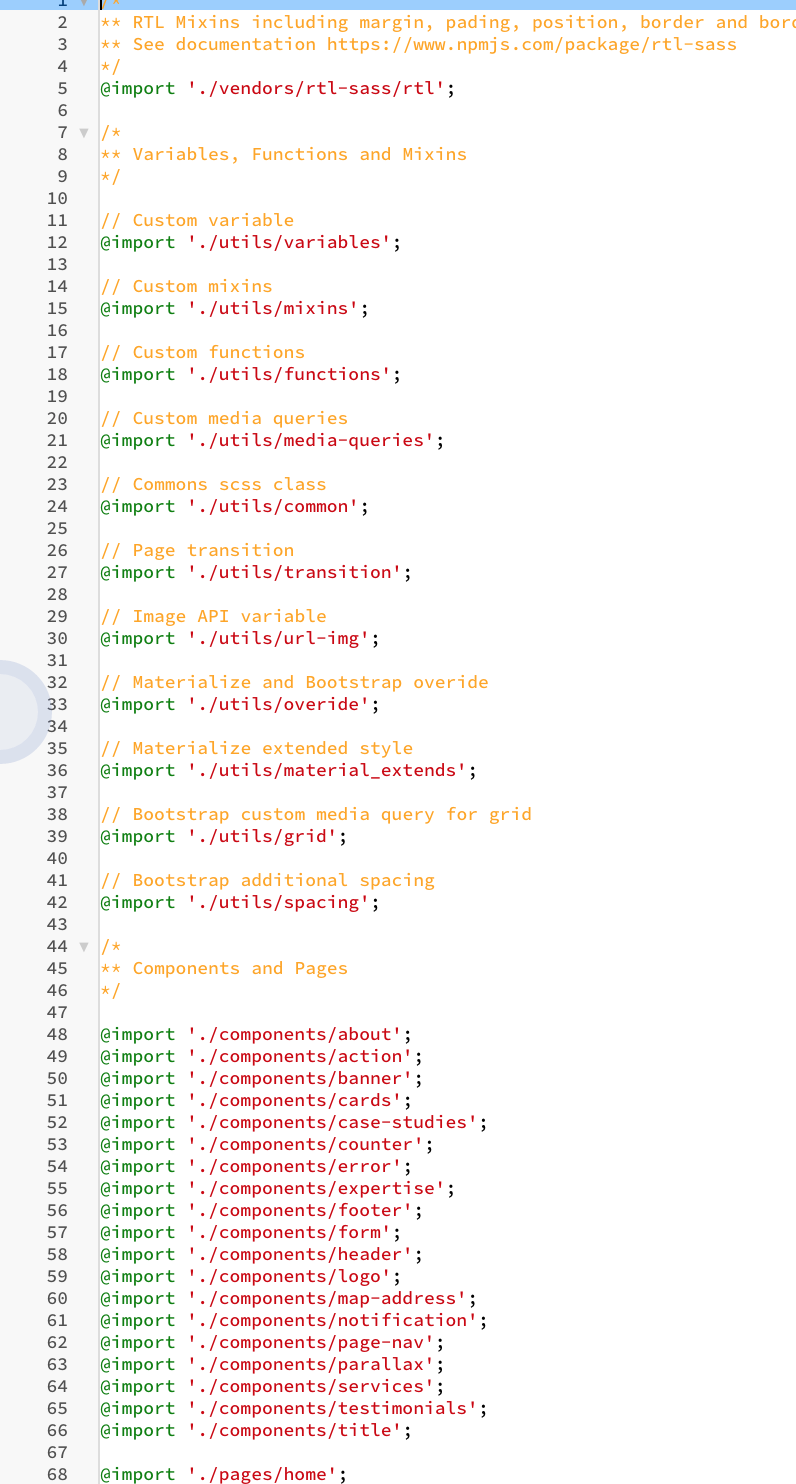 1 /*
2 ** RTL Mixins including margin, pading, position, border and
3 ** See documentation https://www.npmjs.com/package/rtl-sass
4 */
5 @import './vendors/rtl-sass/rtl';
6
7 /*
8 ** Variables, Functions and Mixins
9 */
10
11 // Custom variable
12 @import './utils/variables';
13
14 // Custom mixins
15 @import './utils/mixins';
16
17 // Custom functions
18 @import './utils/functions';
19
20 // Custom media queries
21 @import './utils/media-queries';
22
23 // Commons scss class
24 @import './utils/common';
25
26 // Page transition
27 @import './utils/transition';
28
29 // Image API variable
30 @import './utils/url-img';
31
32 // Materialize and Bootstrap overide
33 @import './utils/overide';
34
35 // Materialize extended style
36 @import './utils/material_extends';
37
38 // Bootstrap custom media query for grid
39 @import './utils/grid';
40
41 // Bootstrap additional spacing
42 @import './utils/spacing';
43
44 /*
45 ** Components and Pages
46 */
47
48 @import './components/about';
49 @import './components/action';
50 @import './components/banner';
51 @import './components/cards';
52 @import './components/case-studies';
53 @import './components/counter';
54 @import './components/error';
55 @import './components/expertise';
56 @import './components/footer';
57 @import './components/form';
58 @import './components/header';
59 @import './components/logo';
60 @import './components/map-address';
61 @import './components/notification';
62 @import './components/page-nav';
63 @import './components/parallax';
64 @import './components/services';
65 @import './components/testimonials';
66 @import './components/title';
67
68 @import './pages/home';